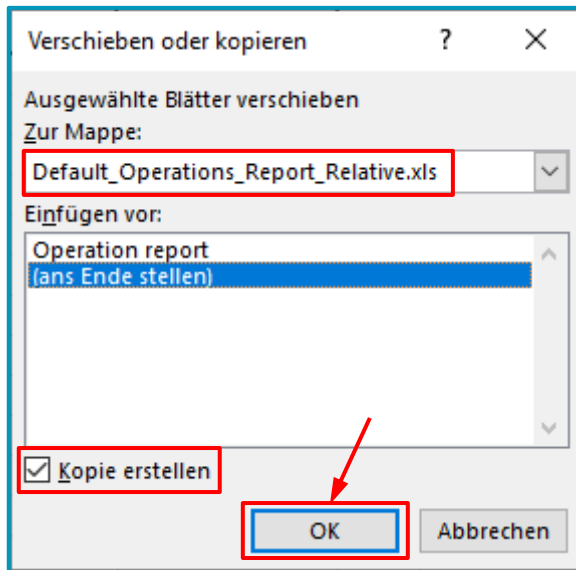 Verschieben oder kopieren ?
Ausgewählte Blätter verschieben
Zur Mappe:
Default_Operations_Report_Relative.xls
Einfügen vor:
Operation report
(ans Ende stellen)
Kopie erstellen
OK Abbrechen